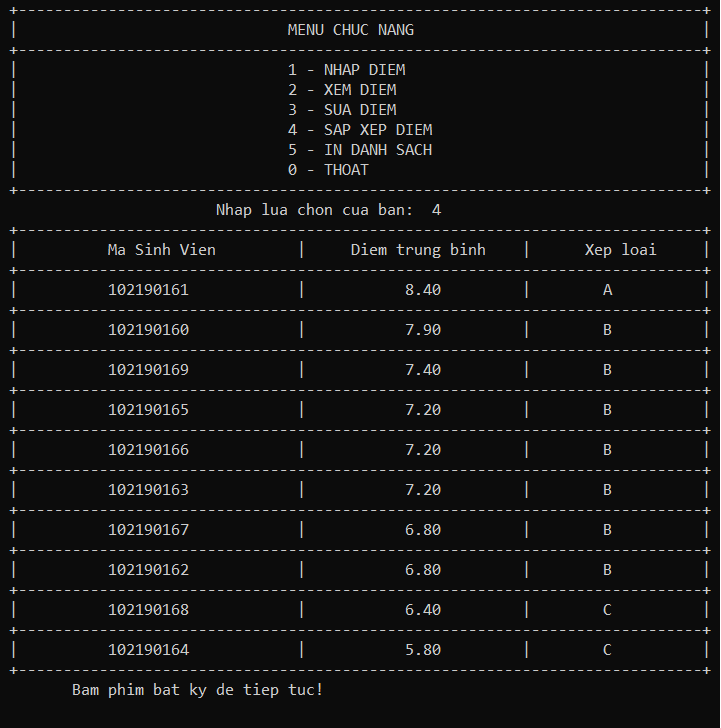 MENU CHUC NANG
1 - NHAP DIEM
2 - XEM DIEM
3 - SUA DIEM
4 - SAP XEP DIEM
5 - IN DANH SACH
0 - THOAT
Nhap lua chon cua ban: 4
Ma Sinh Vien | Diem trung binh | Xep loai
102190161 | 8.40 | A
102190160 | 7.90 | B
102190169 | 7.40 | B
102190165 | 7.20 | B
102190166 | 7.20 | B
102190163 | 7.20 | B
102190167 | 6.80 | B
102190162 | 6.80 | B
102190168 | 6.40 | C
102190164 | 5.80 | C
Bam phim bat ky de tiep tuc!